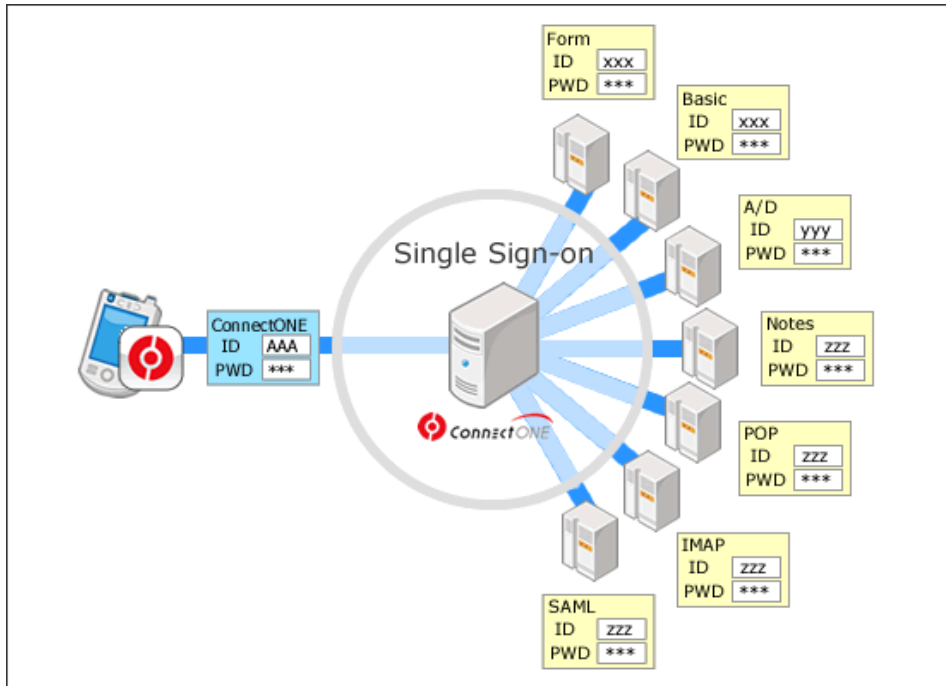 Form
ID xxx
PWD ***
Basic
ID xxx
PWD ***
A/D
ID yyy
PWD ***
Single Sign-on
ConnectONE
ID AAA
PWD ***
Notes
ID zzz
PWD ***
ConnectONE
POP
ID zzz
PWD ***
IMAP
ID zzz
PWD ***
SAML
ID zzz
PWD ***